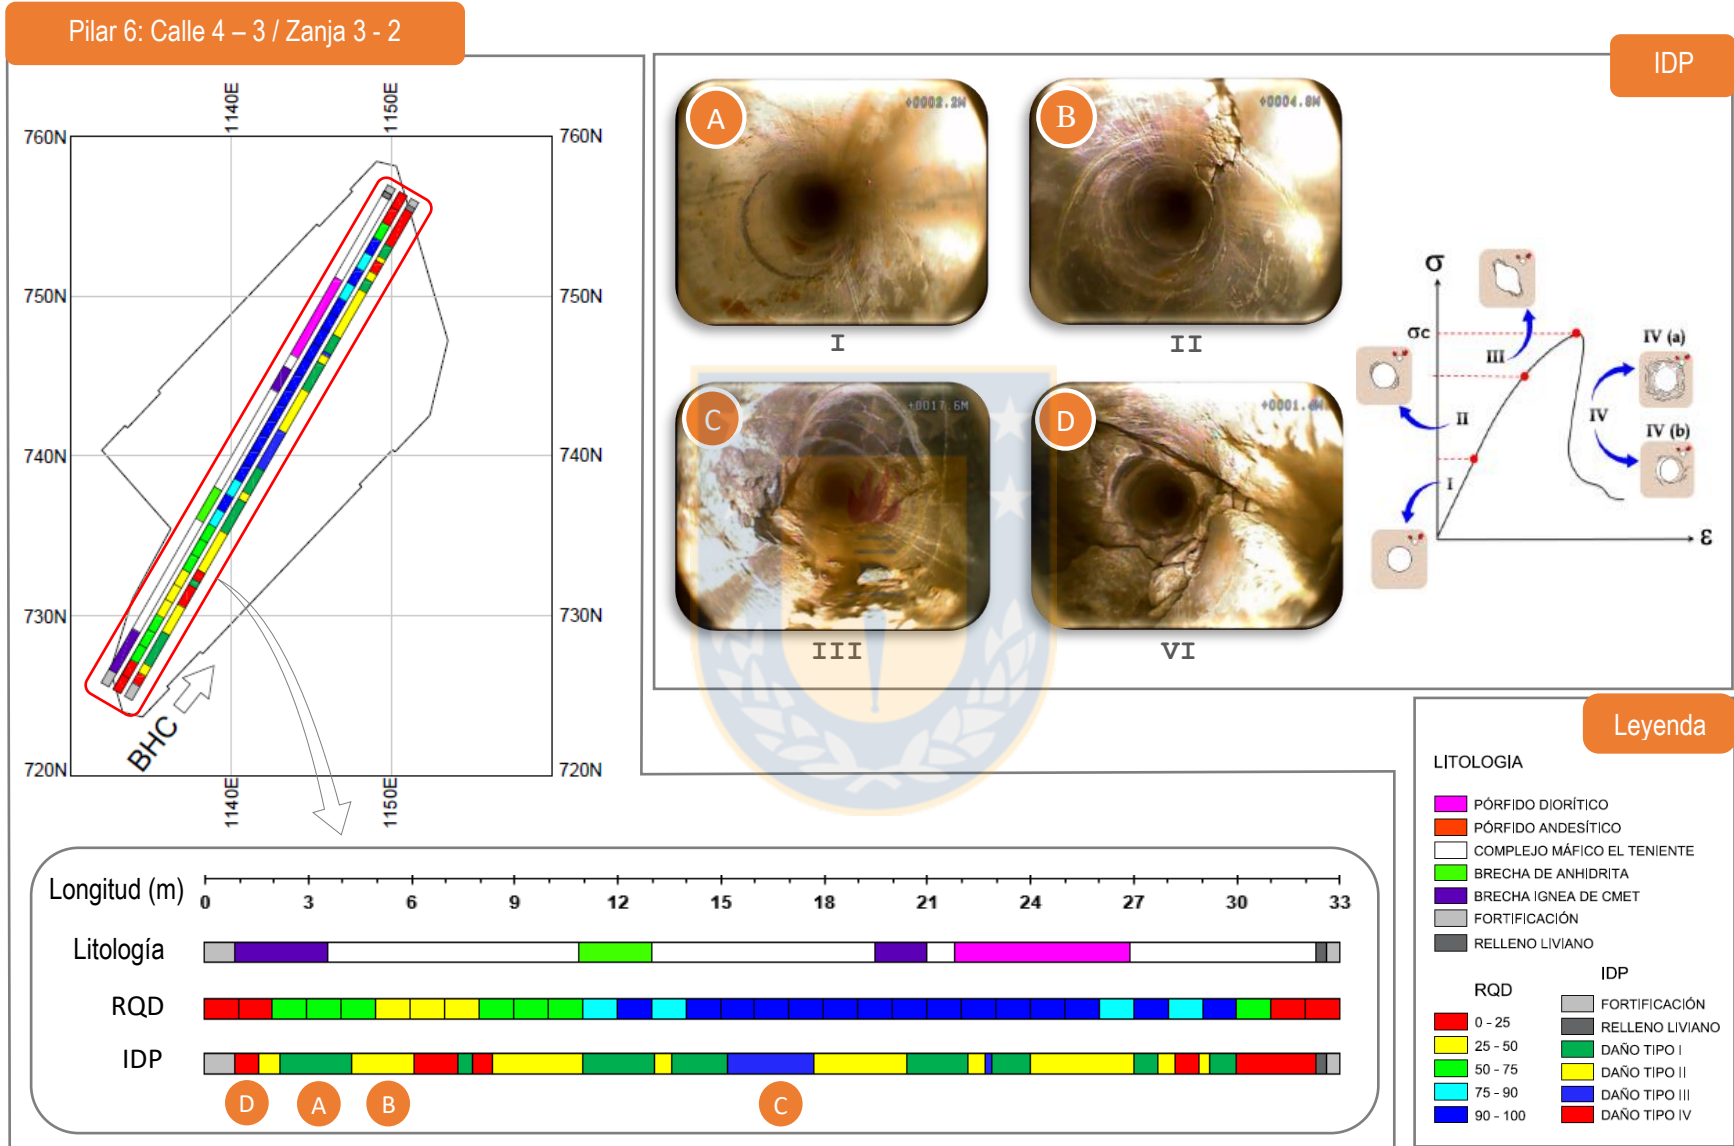 Pilar 6: Calle 4 – 3 / Zanja 3 - 2
1140E
1150E
760N
760N
750N
750N
740N
740N
730N
730N
720N
720N
BHC
1140E
1150E
IDP
A
+0002.2M
I
B
+0004.8M
II
C
+0017.6M
III
D
VI
σ
σc
III
II
I
IV
IV (a)
IV (b)
ε
Longitud (m)
0 3 6 9 12 15 18 21 24 27 30 33
Litología
RQD
IDP
D A B C
Leyenda
LITOLOGIA
PÓRFIDO DIORÍTICO
PÓRFIDO ANDESÍTICO
COMPLEJO MÁFICO EL TENIENTE
BRECHA DE ANHIDRITA
BRECHA IGNEA DE CMET
FORTIFICACIÓN
RELLENO LIVIANO
RQD
0 - 25
25 - 50
50 - 75
75 - 90
90 - 100
IDP
FORTIFICACIÓN
RELLENO LIVIANO
DAÑO TIPO I
DAÑO TIPO II
DAÑO TIPO III
DAÑO TIPO IV